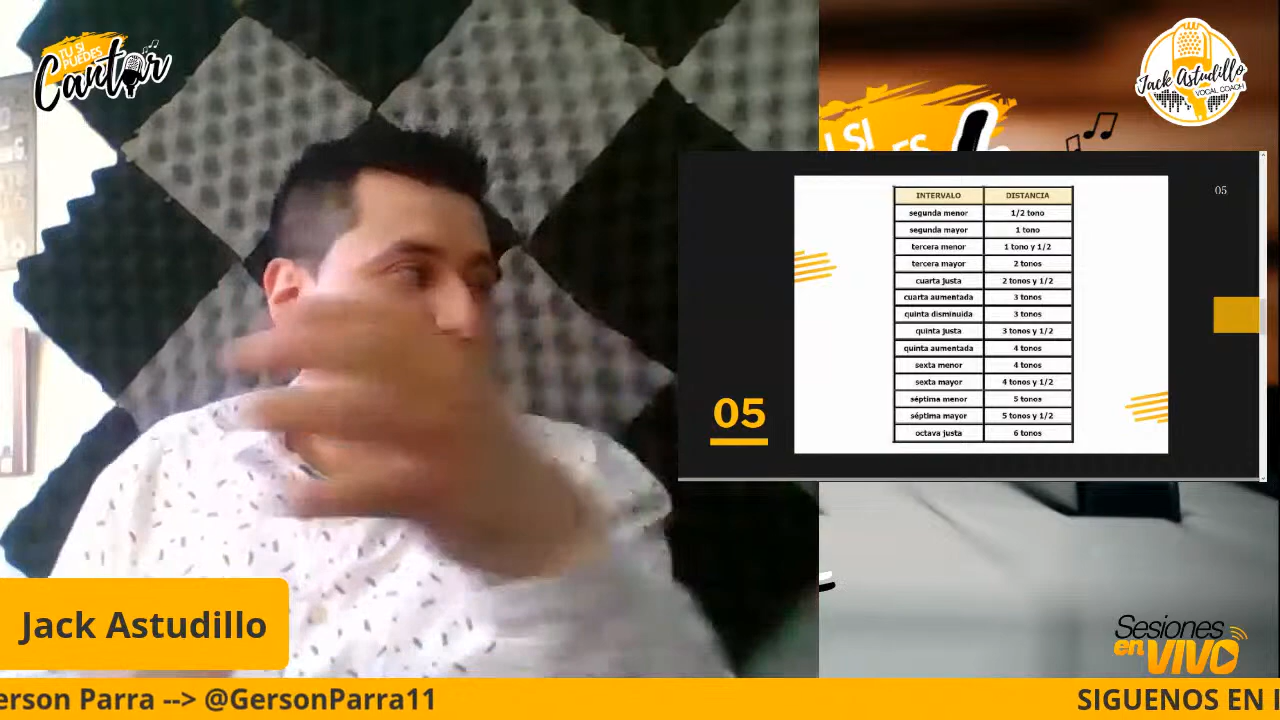 TU SI
PUEDES
Cantar
Jack Astudillo
VOCAL COACH
U SI
ES
05
INTERVALO DISTANCIA
segunda menor 1/2 tono
segunda mayor 1 tono
tercera menor 1 tono y 1/2
tercera mayor 2 tonos
cuarta justa 2 tonos y 1/2
cuarta aumentada 3 tonos
quinta disminuida 3 tonos
quinta justa 3 tonos y 1/2
quinta aumentada 4 tonos
sexta menor 4 tonos
sexta mayor 4 tonos y 1/2
séptima menor 5 tonos
séptima mayor 5 tonos y 1/2
octava justa 6 tonos
05
Jack Astudillo
Sesiones
en VIVO
erson Parra --> @GersonParra11 SIGUENOS EN